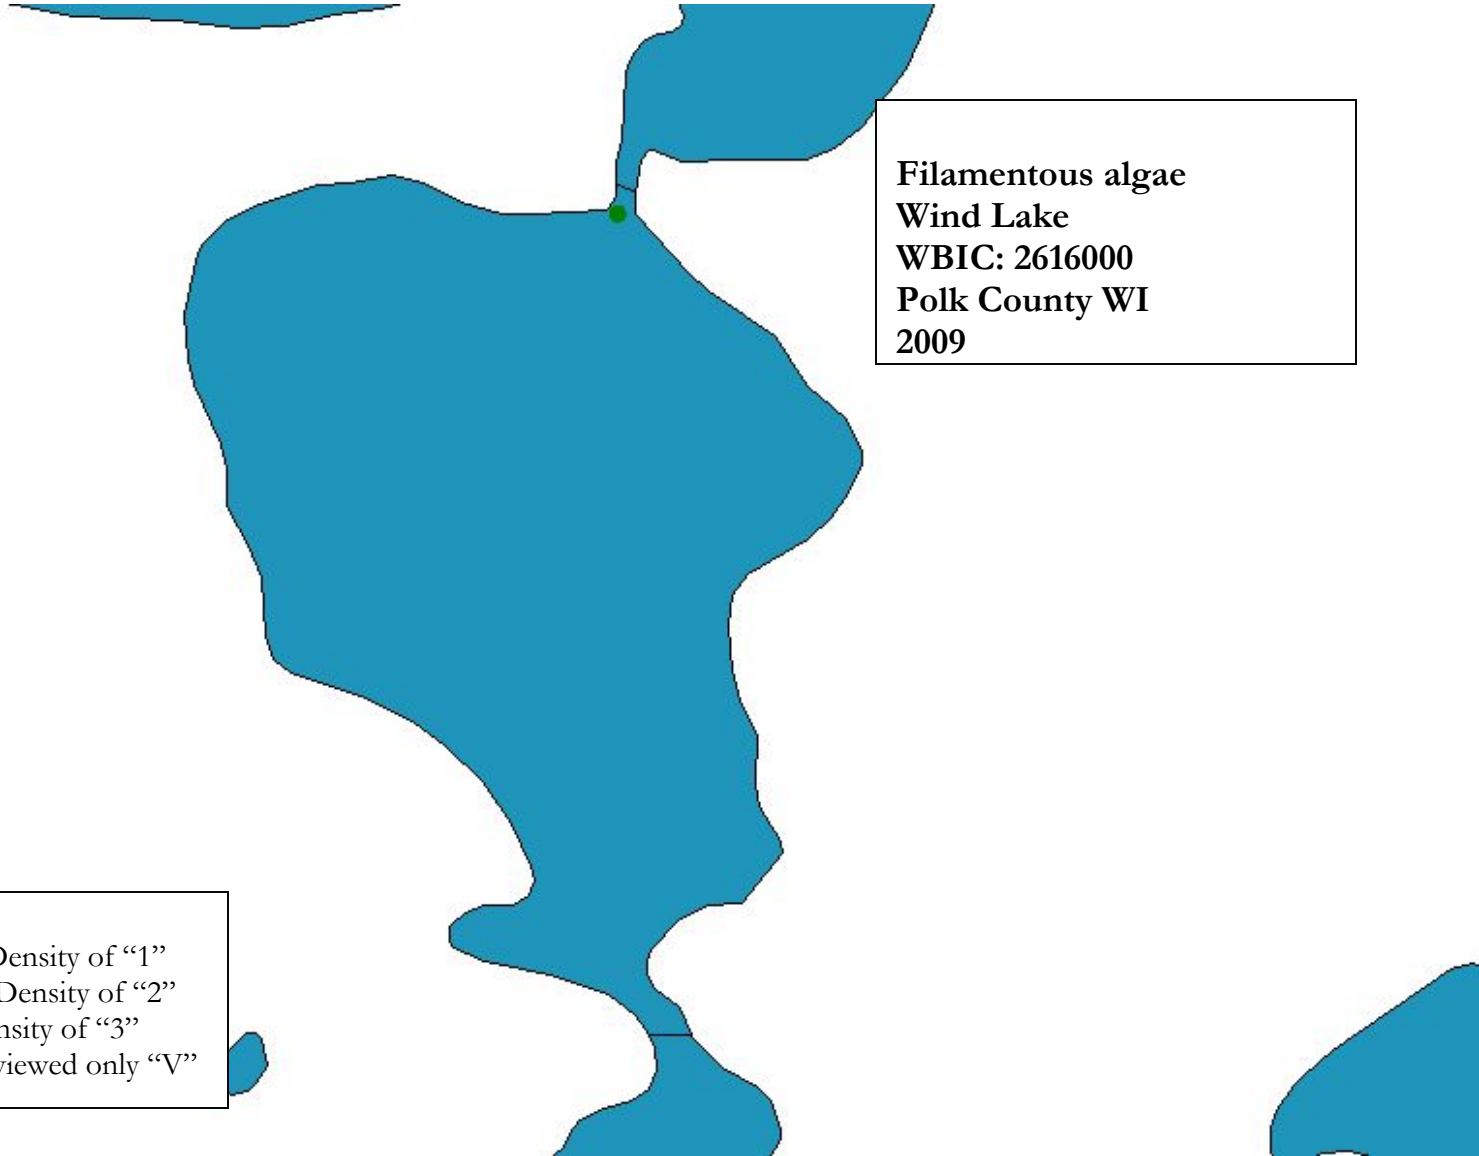 Filamentous algae
Wind Lake
WBIC: 2616000
Polk County WI
2009
Density of “1”
Density of “2”
of “3”
viewed only “V”